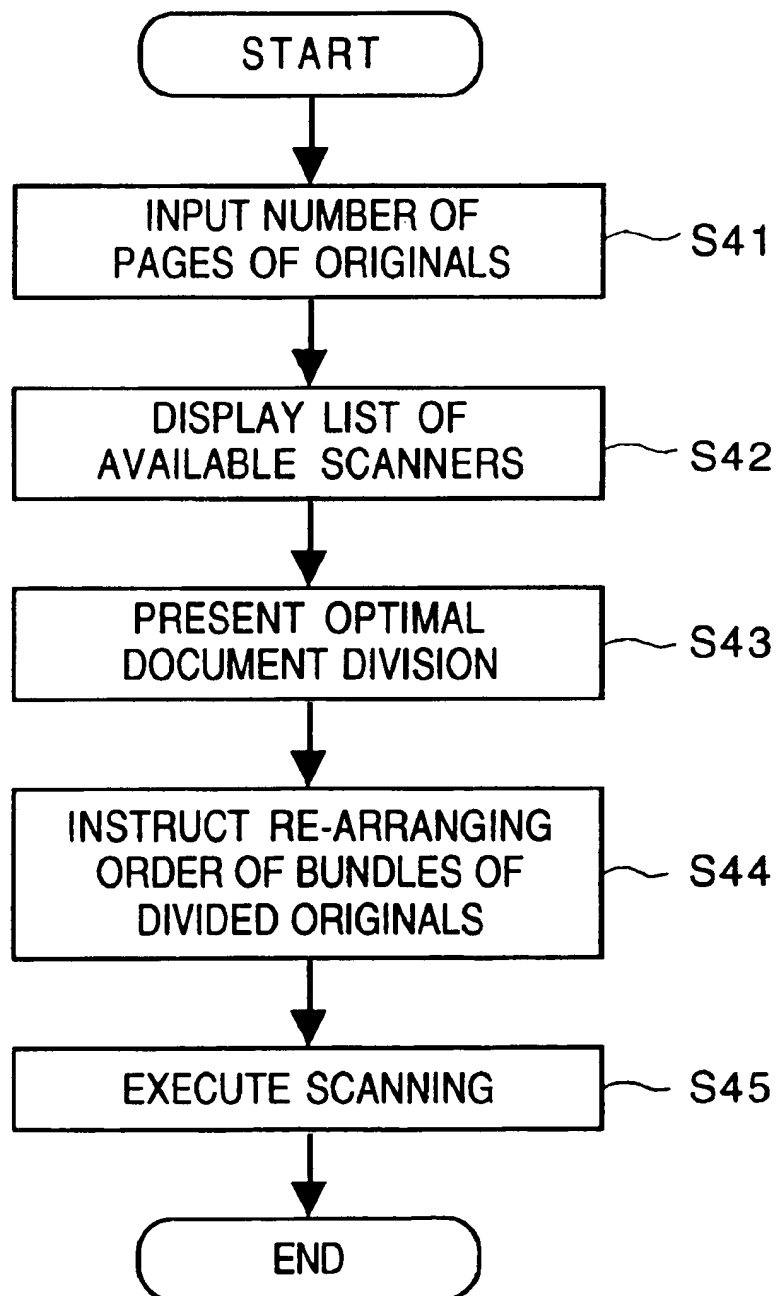 START
INPUT NUMBER OF
PAGES OF ORIGINALS
S41
DISPLAY LIST OF
AVAILABLE SCANNERS
S42
PRESENT OPTIMAL
DOCUMENT DIVISION
S43
INSTRUCT RE-ARRANGING
ORDER OF BUNDLES OF
DIVIDED ORIGINALS
S44
EXECUTE SCANNING
S45
END